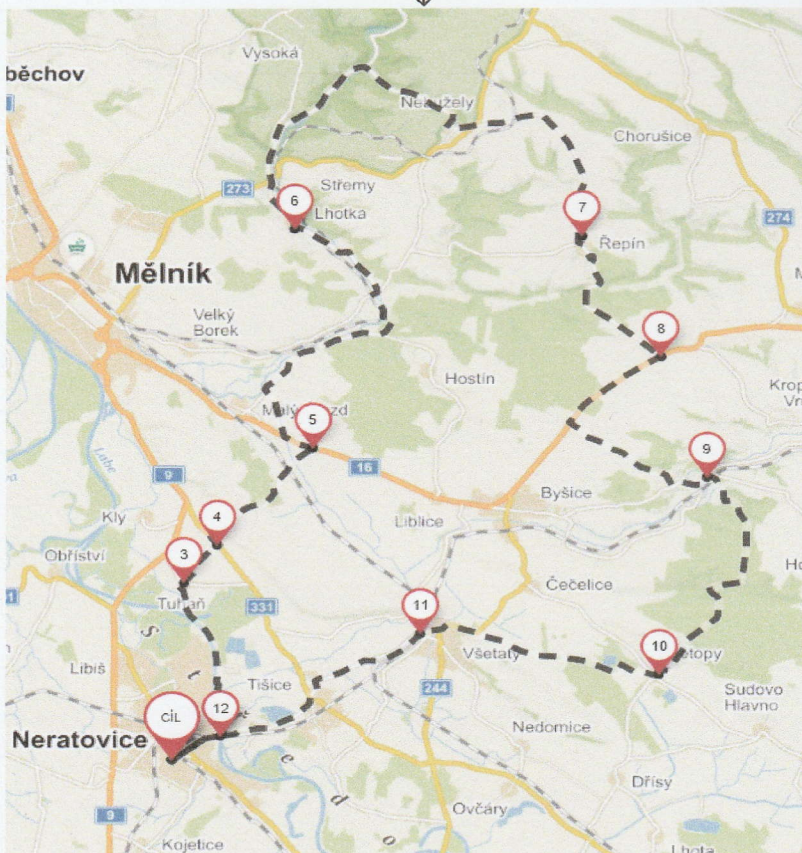 Vysoká
běchov
Chorušice
273
Střemy
6
Lhotka
7
274
Řepín
Mělník
Velký
Borek
8
Hostín
5
9
16
9
Byšice
Kly
4
Liblice
Labe
Obříství
3
Čečelice
Tuhaň
331
11
Libiš
10
Všetaty
Tišice
244
Sudovo
Hlavno
CÍL
12
Neratovice
Nedomice
Dřísy
9
Ovčáry
Kojetice
Lhota